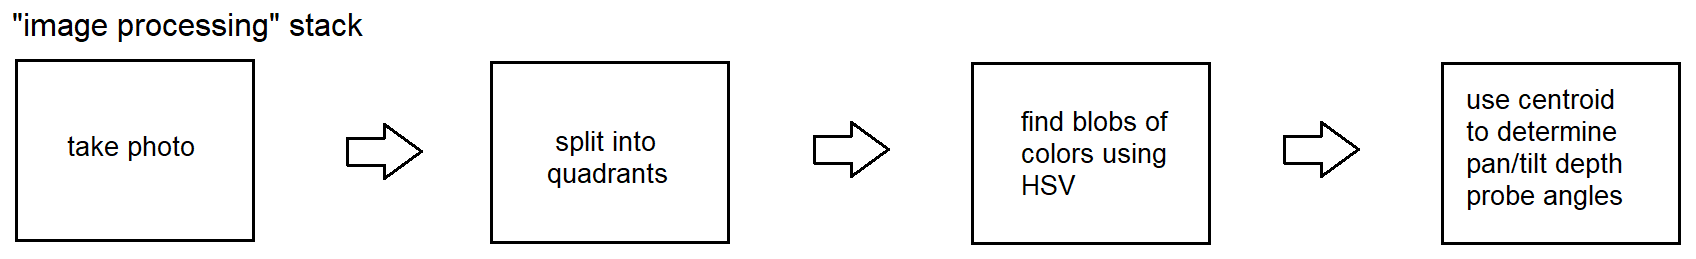 "image processing" stack
take photo
split into
quadrants
find blobs of
colors using
HSV
use centroid
to determine
pan/tilt depth
probe angles